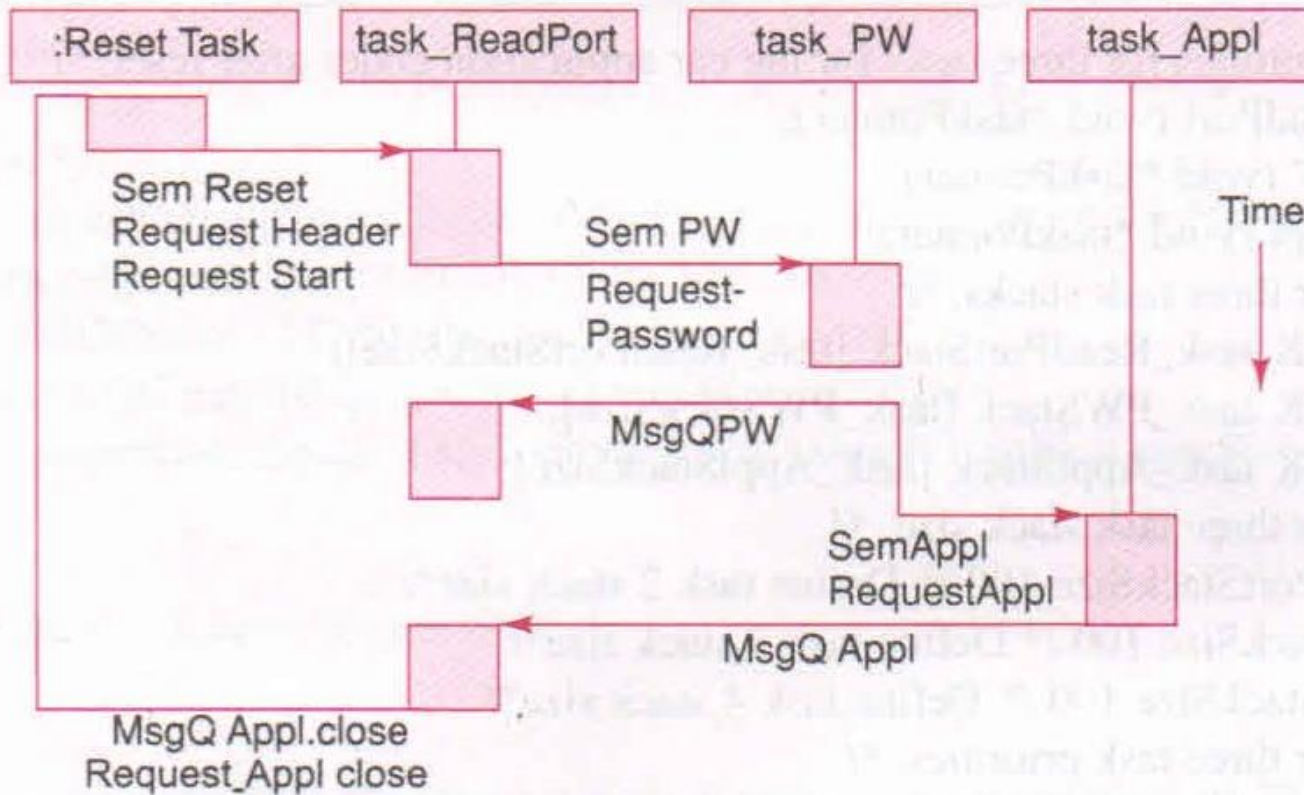 :Reset Task
task_ReadPort
task_PW
task_Appl
Sem Reset
Request Header
Request Start
Sem PW
Request-
Password
Time
MsgQPW
SemAppl
RequestAppl
MsgQ Appl
MsgQ Appl.close
Request_Appl close